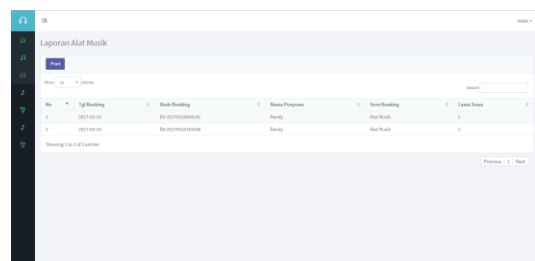 Laporan Alat Musik
Print
Show 10 entries
Search:
No Tgl Booking Kode Booking Nama Penyewa Item Booking Lama Sewa
1 2017-03-18 Randy Alat Musik 1
2 2017-03-18 Randy Alat Musik 1
Showing 1 to 2 of 2 entries
Previous 1 Next